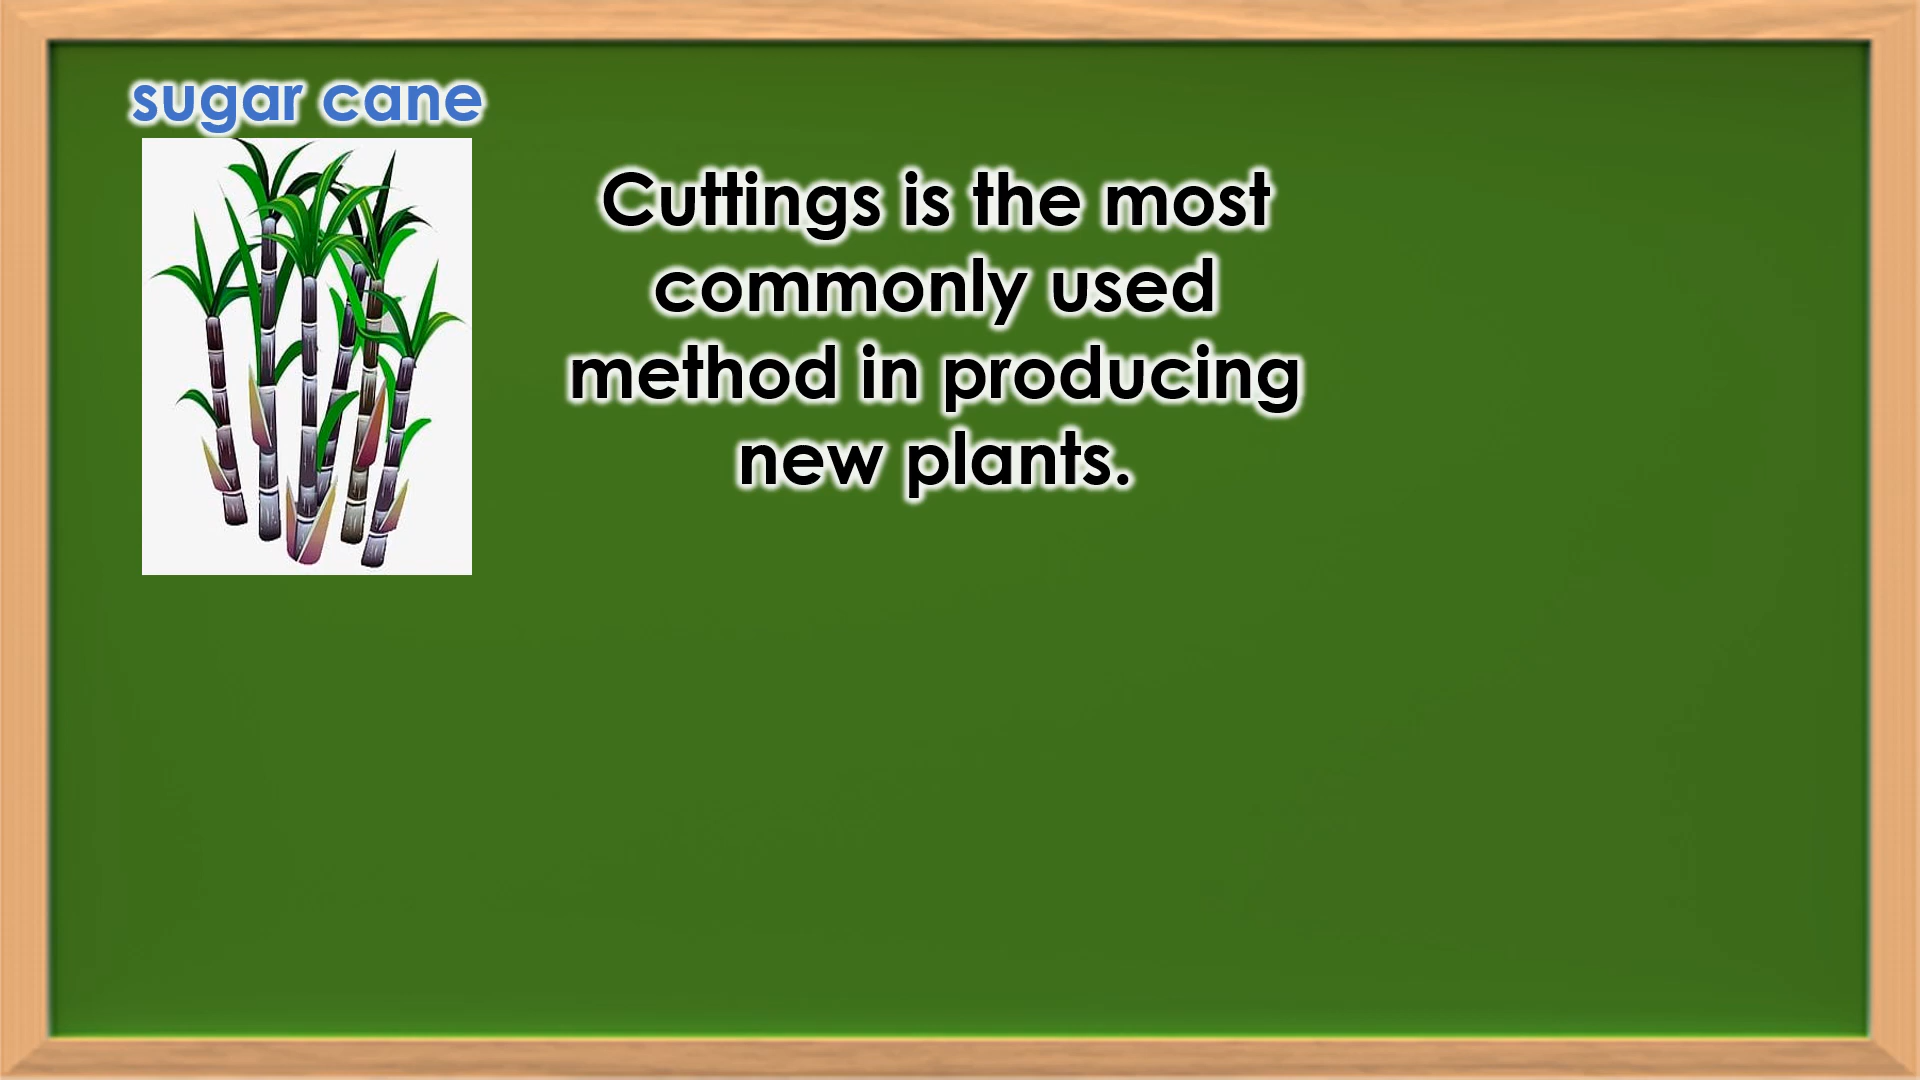 sugar cane
Cuttings is the most
commonly used
method in producing
new plants.